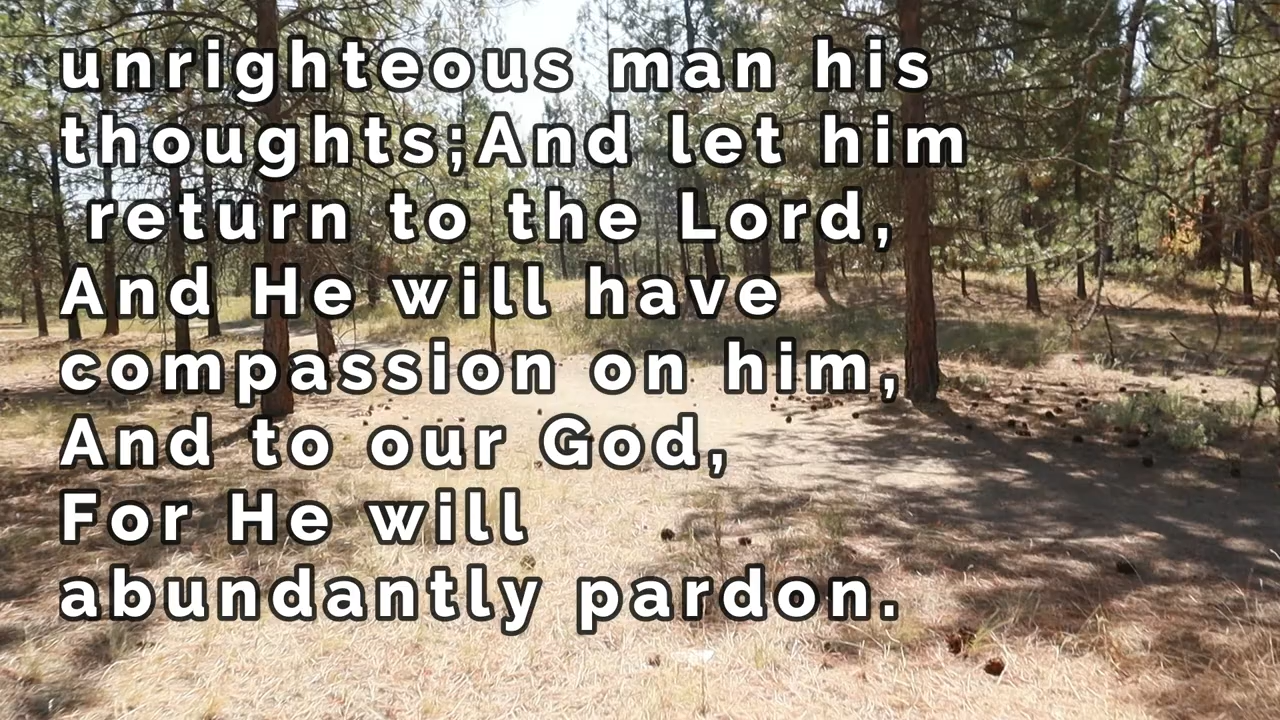 unrighteous man his
thoughts;And let him
return to the Lord,
And He will have
compassion on him,
And to our God,
For He will
abundantly pardon.